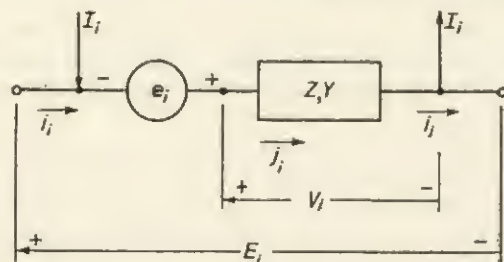 I_i I_i
- e_i + Z,Y
i_i j_i i_i
+ V_i -
+ E_i -